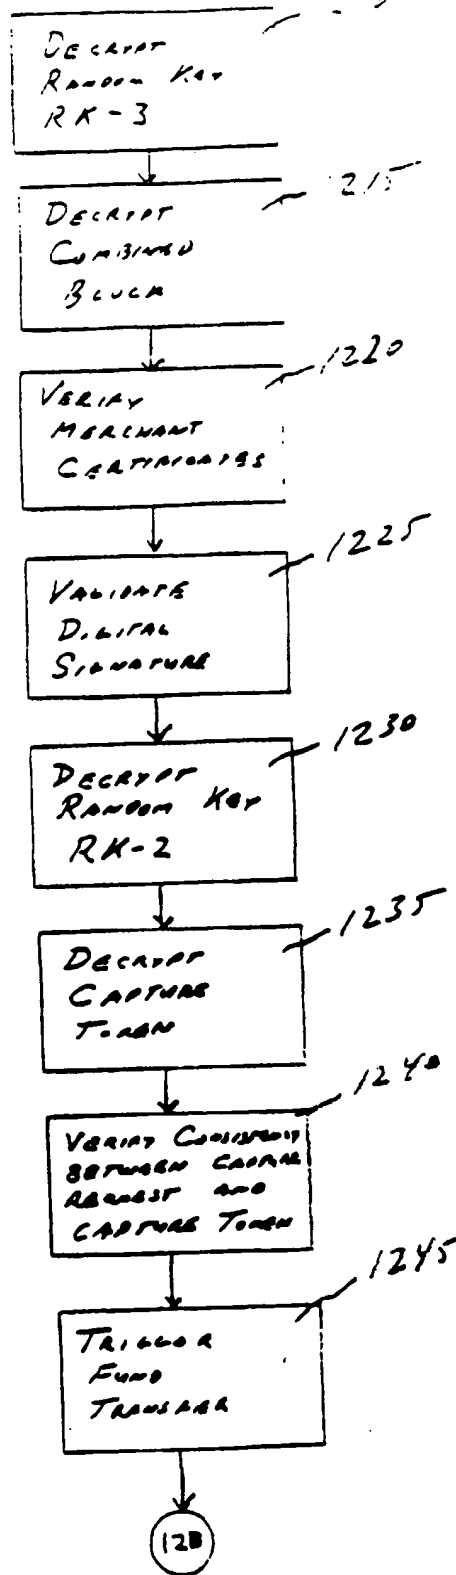 DECRYPT
RANDOM KEY
RK-3
1215
DECRYPT
COMBINED
BLOCK
1220
VERIFY
MERCHANT
CERTIFICATES
1225
VALIDATE
DIGITAL
SIGNATURE
1230
DECRYPT
RANDOM KEY
RK-2
1235
DECRYPT
CAPTURE
TOKEN
1240
VERIFY CONSISTENCY
BETWEEN CAPTURE
REQUEST AND
CAPTURE TOKEN
1245
TRIGGER
FUND
TRANSFER
12B